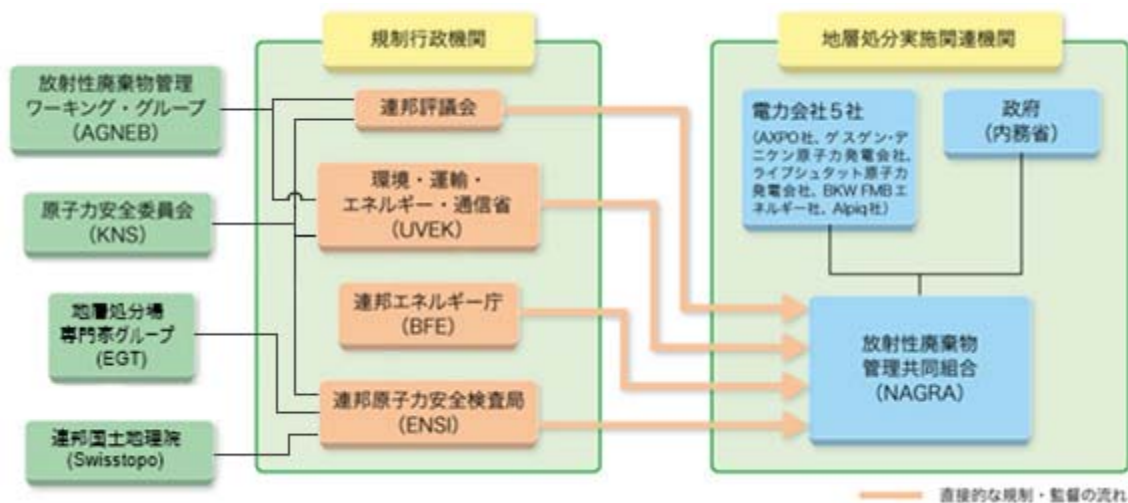 放射性廃棄物管理
ワーキング・グループ
(AGNEB)
原子力安全委員会
(KNS)
地層処分場
専門家グループ
(EGT)
連邦国土地理院
(Swisstopo)
規制行政機関
連邦評議会
環境・運輸・
エネルギー・通信省
(UVEK)
連邦エネルギー庁
(BFE)
連邦原子力安全検査局
(ENSI)
地層処分実施関連機関
電力会社5社
(AXPO社、ゲスゲン・デ
ニケン原子力発電会社、
ライプシュタット原子力
発電会社、BKW FMBエ
ネルギー社、Alpiq社)
政府
(内務省)
放射性廃棄物
管理共同組合
(NAGRA)
直接的な規制・監督の流れ